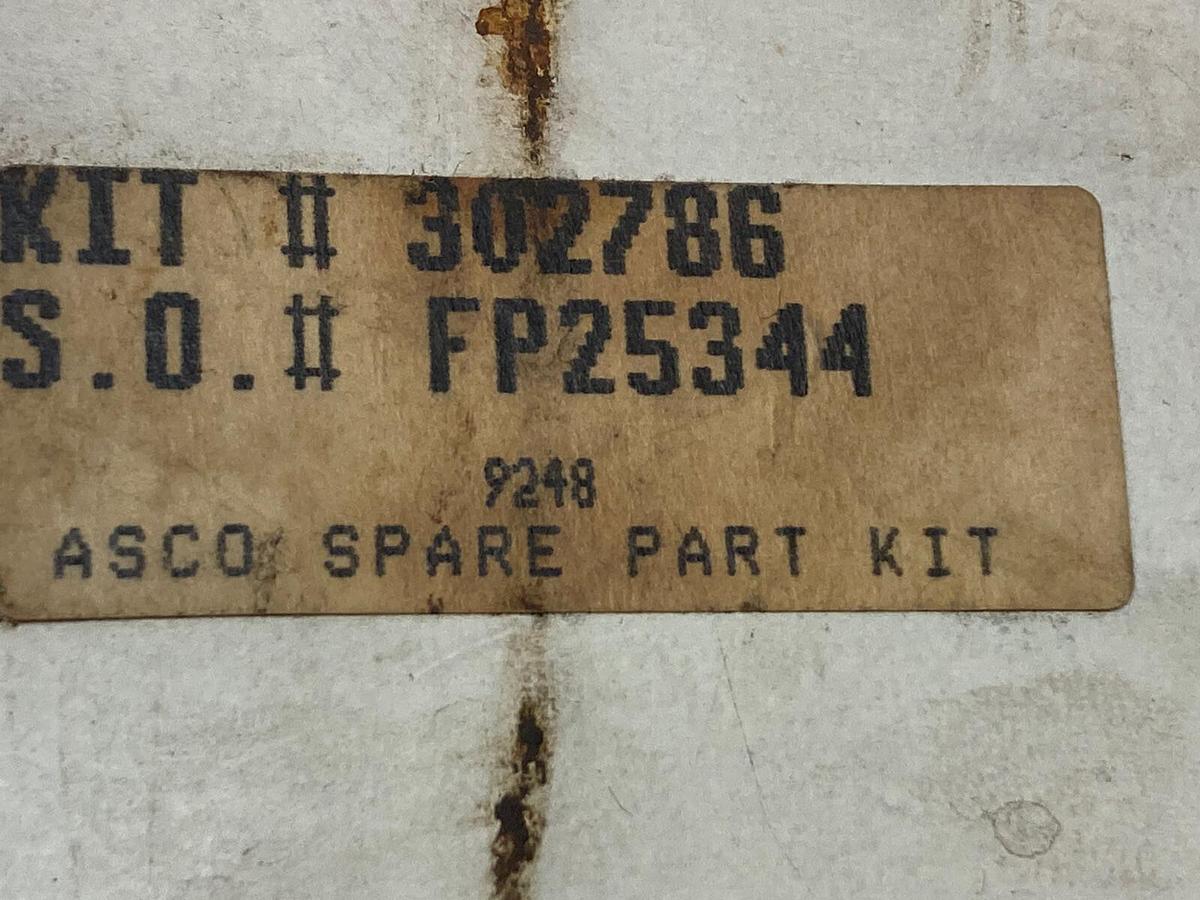 KIT # 302786
S.O.# FP25344
9248
ASCO SPARE PART KIT